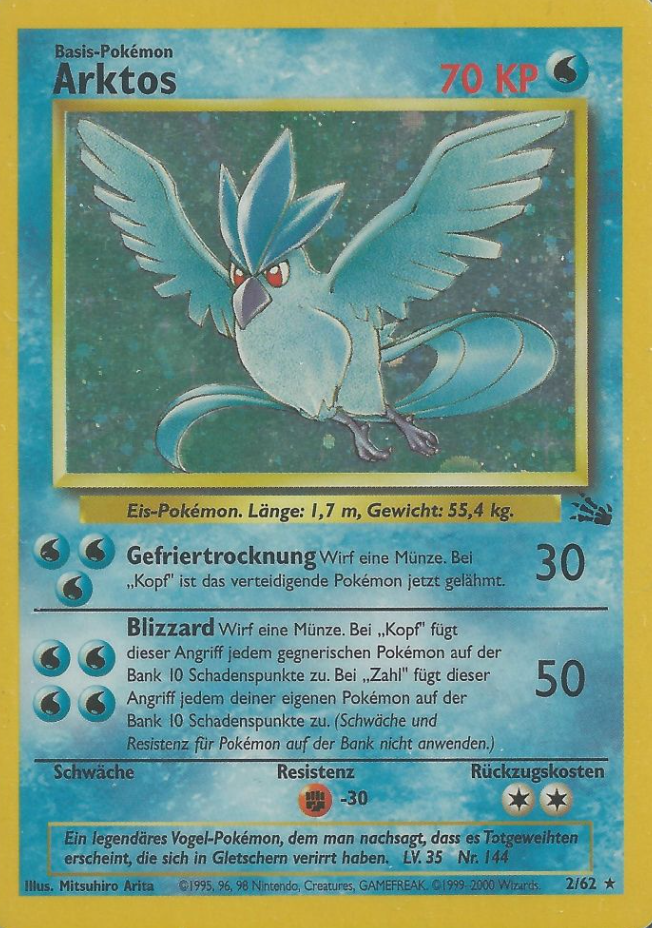 Basis-Pokémon
Arktos 70 KP
Eis-Pokémon. Länge: 1,7 m, Gewicht: 55,4 kg.
Gefriertrocknung Wirf eine Münze. Bei
„Kopf" ist das verteidigende Pokémon jetzt gelähmt.
30
Blizzard Wirf eine Münze. Bei „Kopf" fügt
dieser Angriff jedem gegnerischen Pokémon auf der
Bank 10 Schadenspunkte zu. Bei „Zahl" fügt dieser
Angriff jedem deiner eigenen Pokémon auf der
Bank 10 Schadenspunkte zu. (Schwäche und
Resistenz für Pokémon auf der Bank nicht anwenden.)
50
Schwäche Resistenz Rückzugskosten
-30
Ein legendäres Vogel-Pokémon, dem man nachsagt, dass es Totgeweihten
erscheint, die sich in Gletschern verirrt haben. LV. 35 Nr. 144
Illus. Mitsuhiro Arita ©1995, 96, 98 Nintendo, Creatures, GAMEFREAK. ©1999-2000 Wizards. 2/62 ★